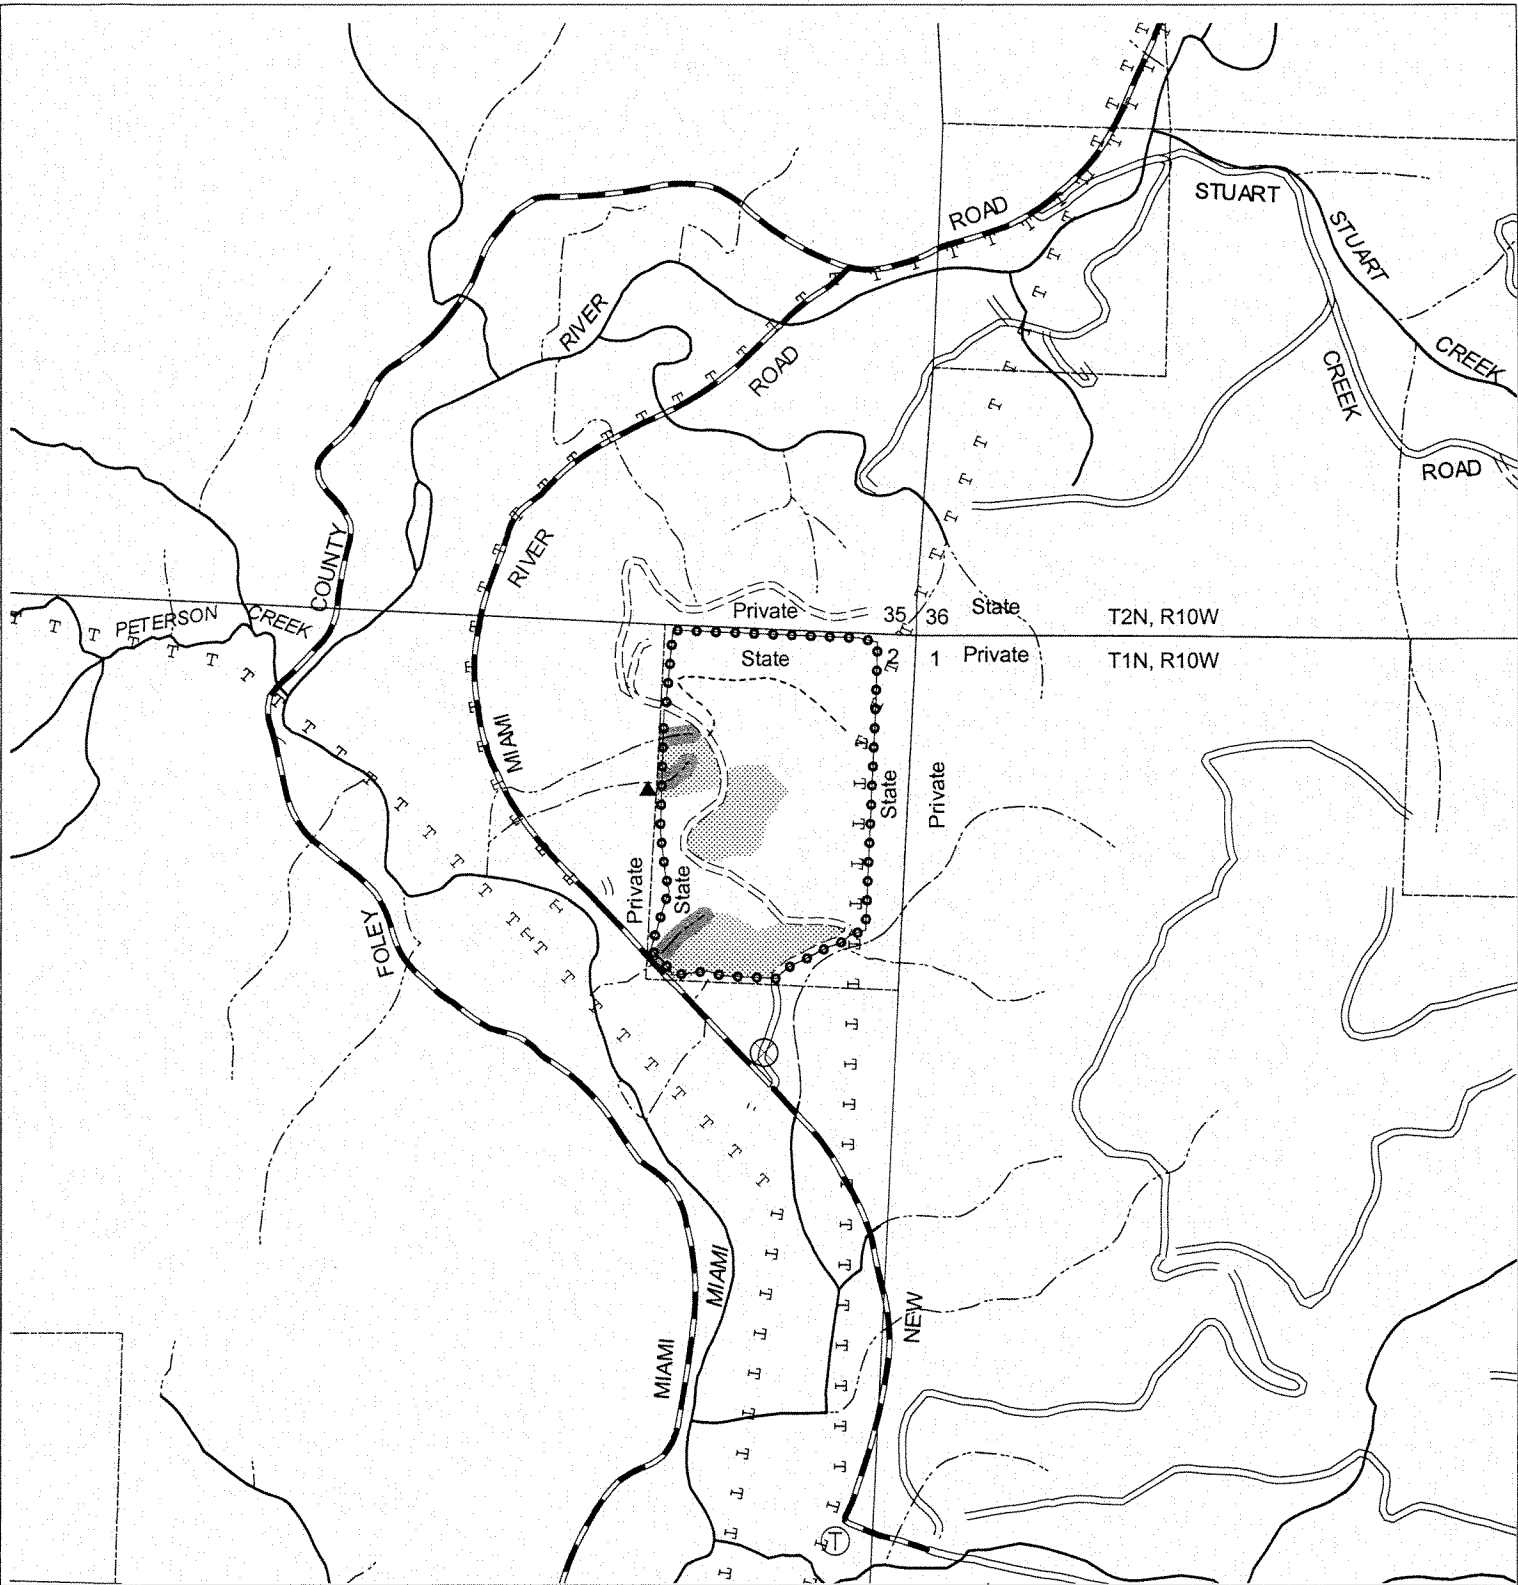 ROAD
STUART
STUART
RIVER
CREEK
ROAD
CREEK
ROAD
COUNTY
RIVER
PETERSON CREEK
Private
35
36
State
T2N, R10W
State
2
1
Private
T1N, R10W
MIAMI
State
Private
Private
State
FOLEY
MIAMI
NEW
MIAMI
T